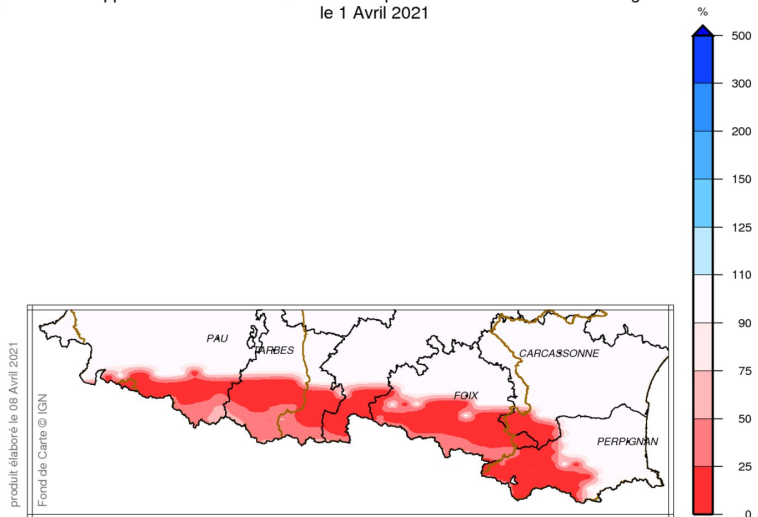 le 1 Avril 2021
%
500
300
200
150
125
110
90
75
50
25
0
PAU
TARBES
CARCASSONNE
FOIX
PERPIGNAN
produit élaboré le 08 Avril 2021
Fond de Carte © IGN